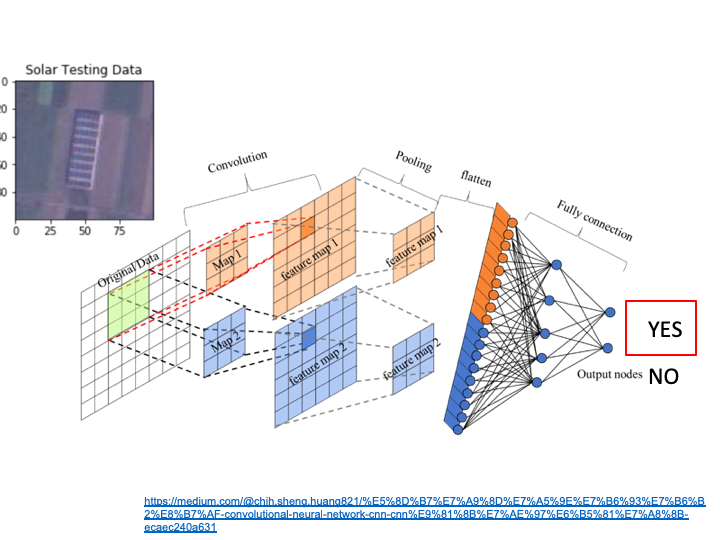 Solar Testing Data
0
20
40
60
80
0 25 50 75
Convolution
Pooling
flatten
Fully connection
Original Data
Map 1
feature map 1
feature map 1
Map 2
feature map 2
feature map 2
YES
Output nodes NO
https://medium.com/@chih.sheng.huang821/%E5%8D%B7%E7%A9%8D%E7%A5%9E%E7%B6%93%E7%B6%B
2%E8%B7%AF-convolutional-neural-network-cnn-cnn%E9%81%8B%E7%AE%97%E6%B5%81%E7%A8%8B-
ecaec240a631